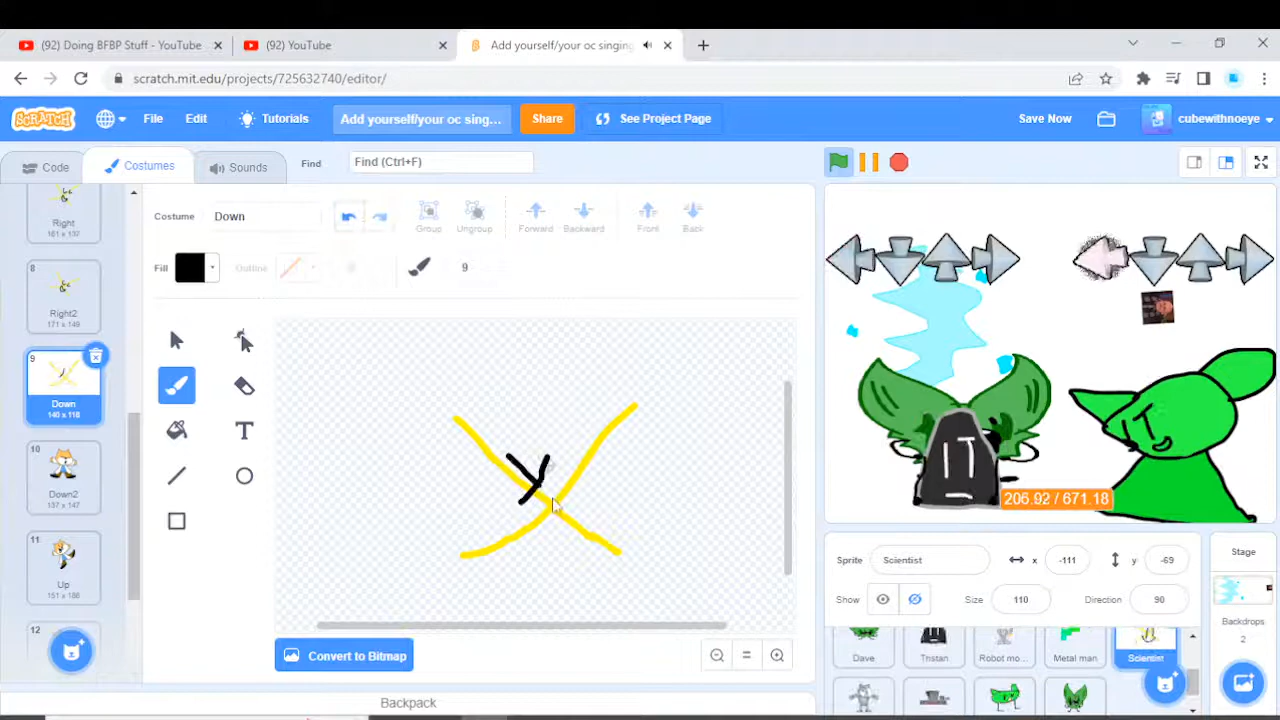 (92) Doing BFBP Stuff - YouTube
(92) YouTube
Add yourself/your oc singing
scratch.mit.edu/projects/725632740/editor/
SCRATCH
File
Edit
Tutorials
Add yourself/your oc sing...
Share
See Project Page
Save Now
cubewithnoeye
Code
Costumes
Sounds
Find
Find (Ctrl+F)
Right
161 x 137
8
Right2
171 x 149
9
Down
140 x 118
10
Down2
137 x 147
11
Up
151 x 186
12
Costume
Down
Group
Ungroup
Forward
Backward
Front
Back
Fill
Outline
9
T
Convert to Bitmap
Backpack
206.92 / 671.18
Sprite
Scientist
x
-111
y
-69
Show
Size
110
Direction
90
Stage
Backdrops
2
Dave
Tristan
Robot mo...
Metal man
Scientist